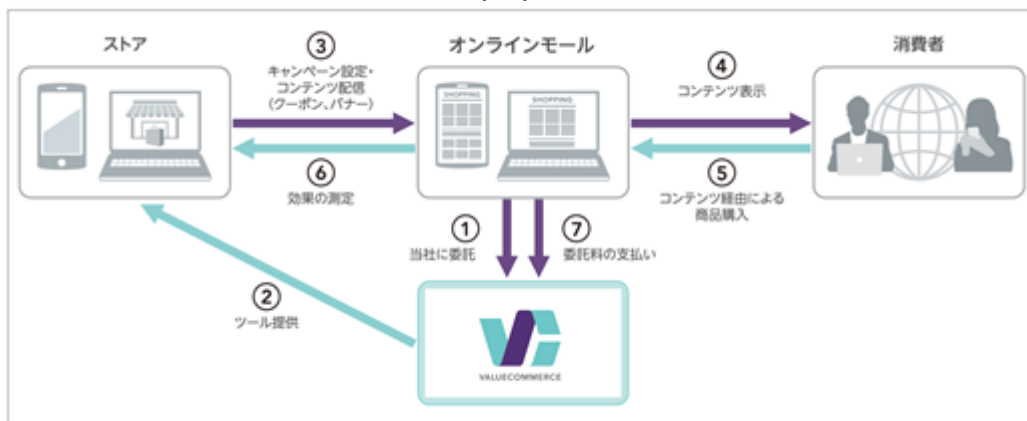 ストア
オンラインモール
消費者
③
キャンペーン設定・
コンテンツ配信
(クーポン、バナー)
④
コンテンツ表示
SHOPPING
SHOPPING
⑥
効果の測定
⑤
コンテンツ経由による
商品購入
①
当社に委託
⑦
委託料の支払い
②
ツール提供
VALUECOMMERCE